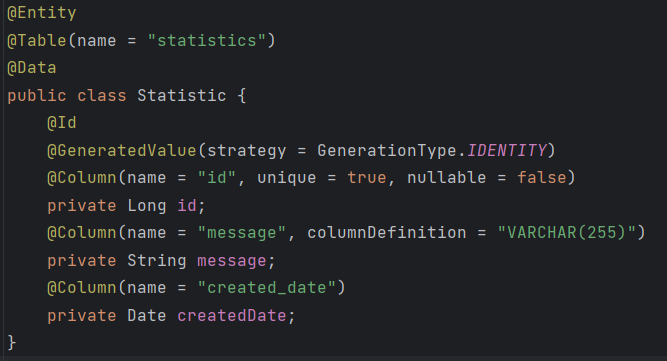 @Entity
@Table(name = "statistics")
@Data
public class Statistic {
    @Id
    @GeneratedValue(strategy = GenerationType.IDENTITY)
    @Column(name = "id", unique = true, nullable = false)
    private Long id;
    @Column(name = "message", columnDefinition = "VARCHAR(255)")
    private String message;
    @Column(name = "created_date")
    private Date createdDate;
}